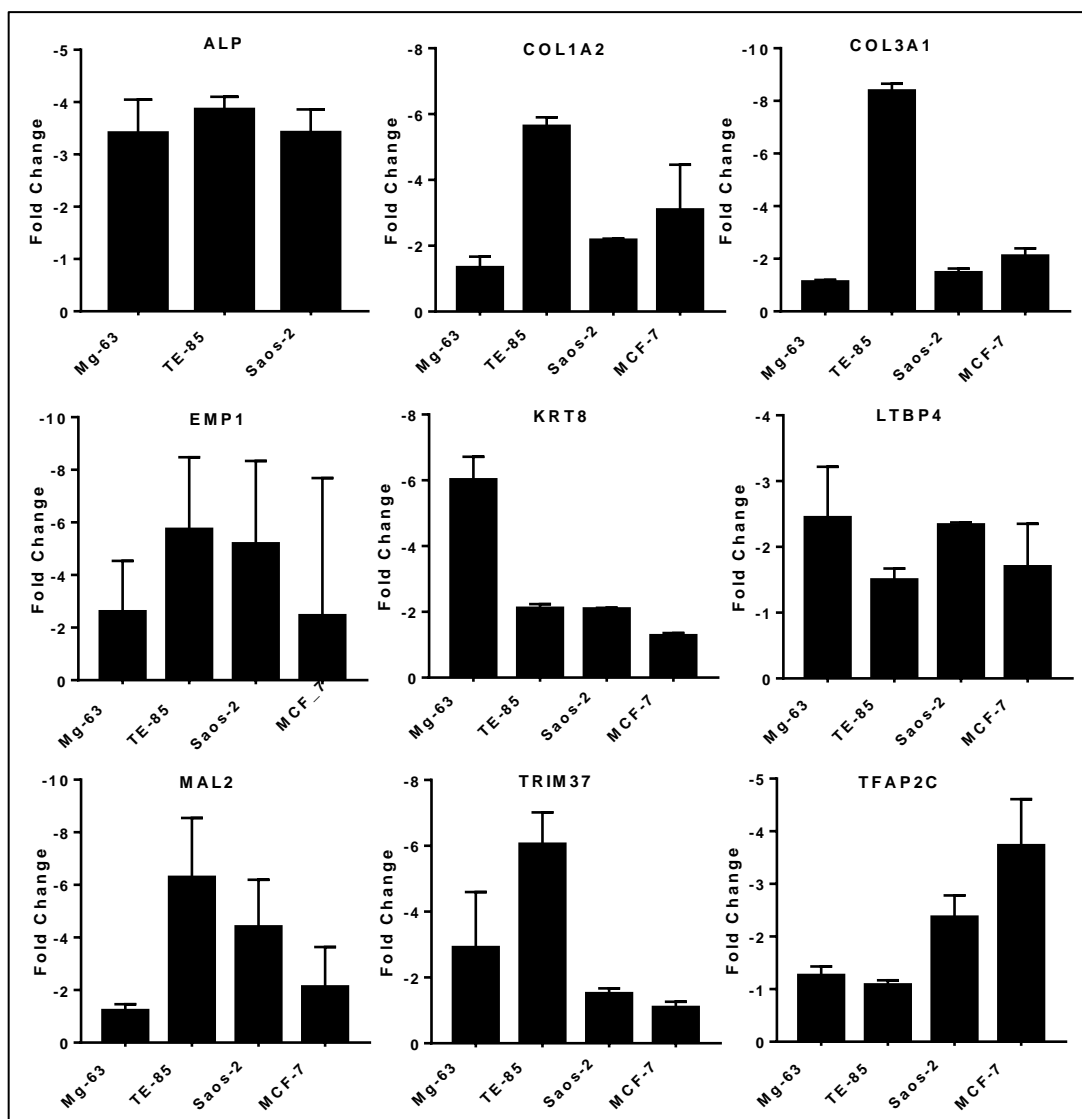 ALP
Fold Change
-5
-4
-3
-2
-1
0
Mg-63
TE-85
Saos-2
COL1A2
Fold Change
-8
-6
-4
-2
0
Mg-63
TE-85
Saos-2
MCF-7
COL3A1
Fold Change
-10
-8
-6
-4
-2
0
Mg-63
TE-85
Saos-2
MCF-7
EMP1
Fold Change
-10
-8
-6
-4
-2
0
Mg-63
TE-85
Saos-2
MCF_7
KRT8
Fold Change
-8
-6
-4
-2
0
Mg-63
TE-85
Saos-2
MCF-7
LTBP4
Fold Change
-4
-3
-2
-1
0
Mg-63
TE-85
Saos-2
MCF-7
MAL2
Fold Change
-10
-8
-6
-4
-2
0
Mg-63
TE-85
Saos-2
MCF-7
TRIM37
Fold Change
-8
-6
-4
-2
0
Mg-63
TE-85
Saos-2
MCF-7
TFAP2C
Fold Change
-5
-4
-3
-2
-1
0
Mg-63
TE-85
Saos-2
MCF-7